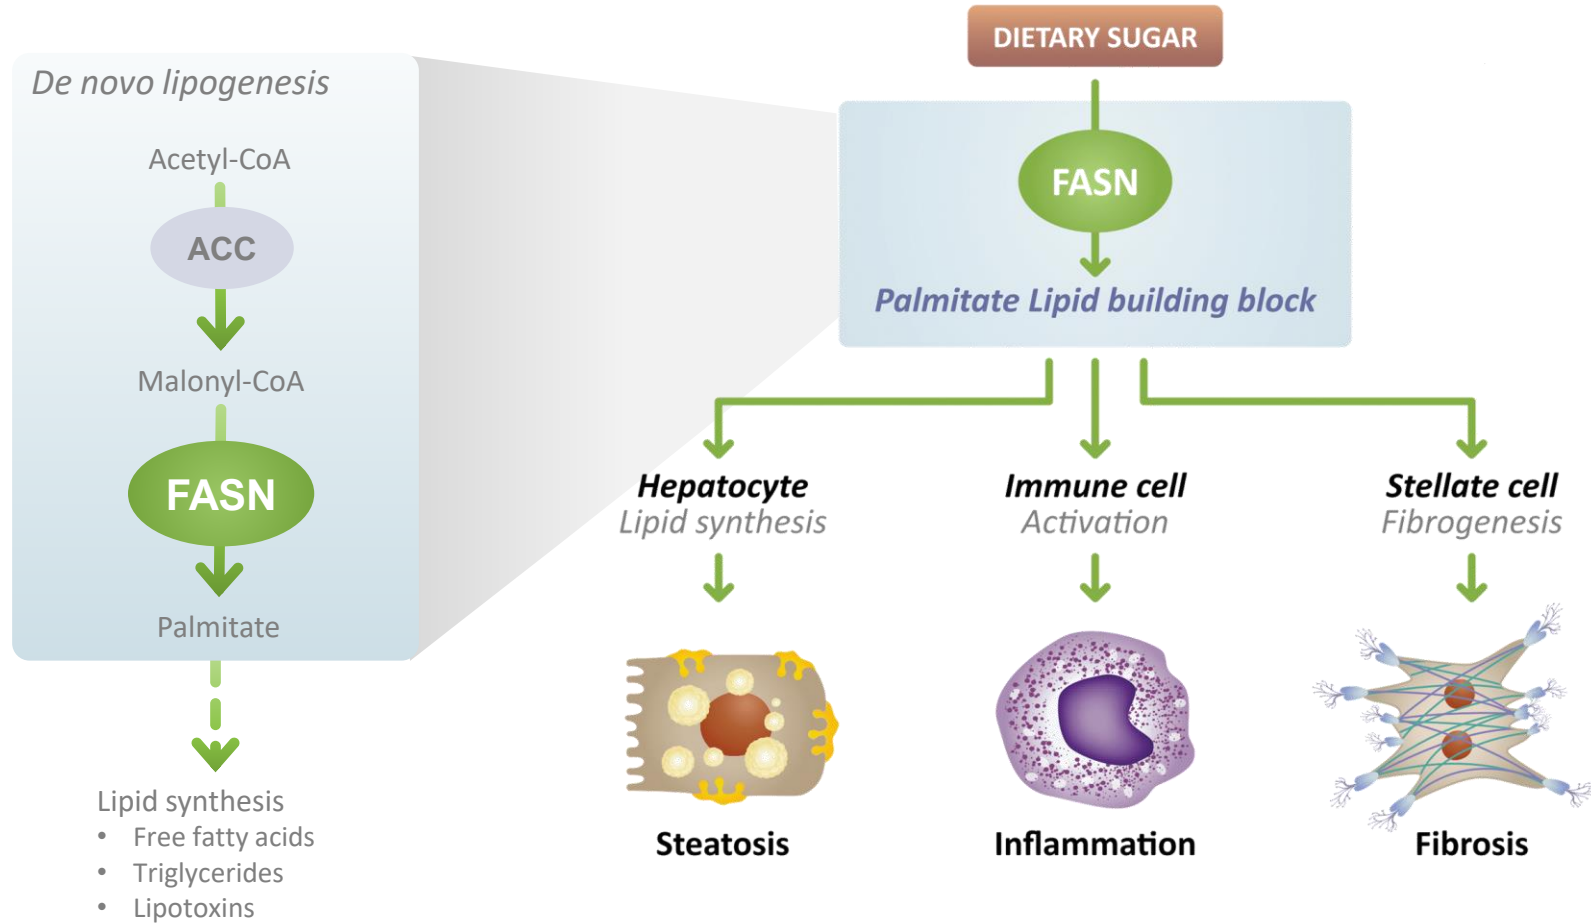 De novo lipogenesis
Acetyl-CoA
ACC
Malonyl-CoA
FASN
Palmitate
Lipid synthesis
• Free fatty acids
• Triglycerides
• Lipotoxins
DIETARY SUGAR
FASN
Palmitate Lipid building block
Hepatocyte
Lipid synthesis
Steatosis
Immune cell
Activation
Inflammation
Stellate cell
Fibrogenesis
Fibrosis